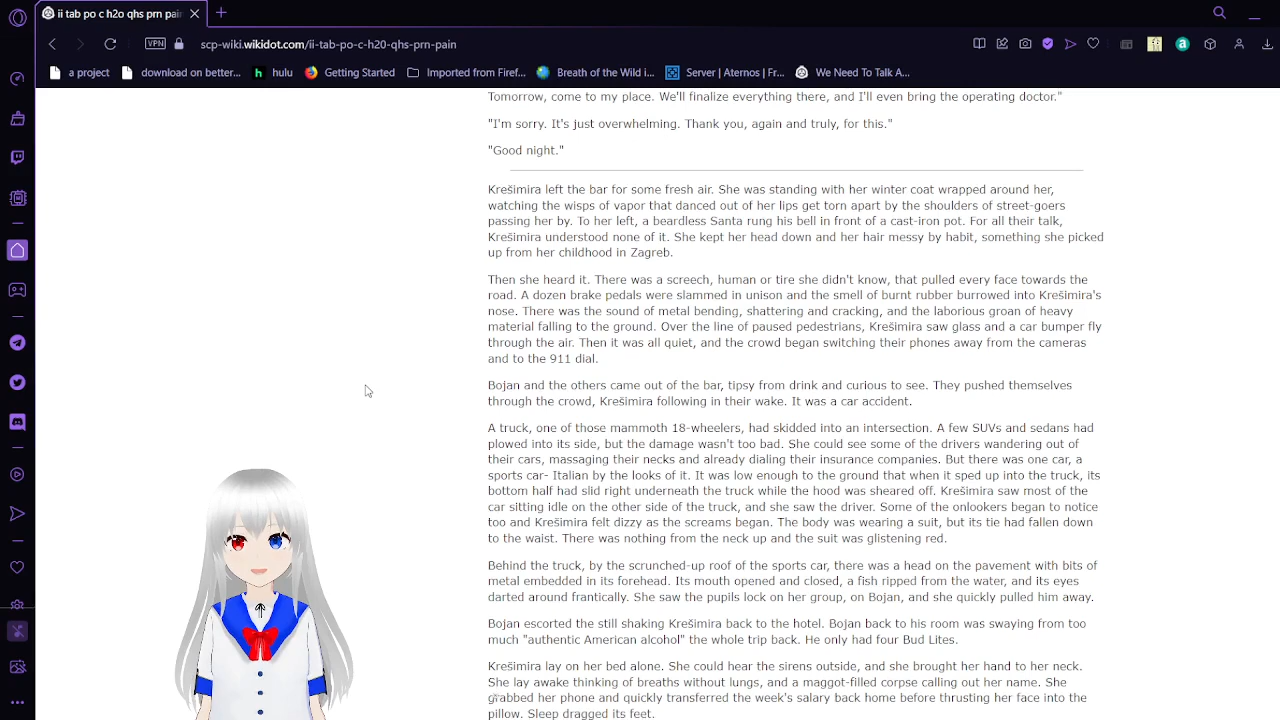 ii tab po c h2o qhs prn pain
VPN
scp-wiki.wikidot.com/ii-tab-po-c-h20-qhs-prn-pain
a project
download on better...
hulu
Getting Started
Imported from Firef...
Breath of the Wild i...
Server | Aternos | Fr...
We Need To Talk A...
Tomorrow, come to my place. We'll finalize everything there, and I'll even bring the operating doctor."
"I'm sorry. It's just overwhelming. Thank you, again and truly, for this."
"Good night."
Krešimira left the bar for some fresh air. She was standing with her winter coat wrapped around her,
watching the wisps of vapor that danced out of her lips get torn apart by the shoulders of street-goers
passing her by. To her left, a beardless Santa rung his bell in front of a cast-iron pot. For all their talk,
Krešimira understood none of it. She kept her head down and her hair messy by habit, something she picked
up from her childhood in Zagreb.
Then she heard it. There was a screech, human or tire she didn't know, that pulled every face towards the
road. A dozen brake pedals were slammed in unison and the smell of burnt rubber burrowed into Krešimira's
nose. There was the sound of metal bending, shattering and cracking, and the laborious groan of heavy
material falling to the ground. Over the line of paused pedestrians, Krešimira saw glass and a car bumper fly
through the air. Then it was all quiet, and the crowd began switching their phones away from the cameras
and to the 911 dial.
Bojan and the others came out of the bar, tipsy from drink and curious to see. They pushed themselves
through the crowd, Krešimira following in their wake. It was a car accident.
A truck, one of those mammoth 18-wheelers, had skidded into an intersection. A few SUVs and sedans had
plowed into its side, but the damage wasn't too bad. She could see some of the drivers wandering out of
their cars, massaging their necks and already dialing their insurance companies. But there was one car, a
sports car- Italian by the looks of it. It was low enough to the ground that when it sped up into the truck, its
bottom half had slid right underneath the truck while the hood was sheared off. Krešimira saw most of the
car sitting idle on the other side of the truck, and she saw the driver. Some of the onlookers began to notice
too and Krešimira felt dizzy as the screams began. The body was wearing a suit, but its tie had fallen down
to the waist. There was nothing from the neck up and the suit was glistening red.
Behind the truck, by the scrunched-up roof of the sports car, there was a head on the pavement with bits of
metal embedded in its forehead. Its mouth opened and closed, a fish ripped from the water, and its eyes
darted around frantically. She saw the pupils lock on her group, on Bojan, and she quickly pulled him away.
Bojan escorted the still shaking Krešimira back to the hotel. Bojan back to his room was swaying from too
much "authentic American alcohol" the whole trip back. He only had four Bud Lites.
Krešimira lay on her bed alone. She could hear the sirens outside, and she brought her hand to her neck.
She lay awake thinking of breaths without lungs, and a maggot-filled corpse calling out her name. She
grabbed her phone and quickly transferred the week's salary back home before thrusting her face into the
pillow. Sleep dragged its feet.